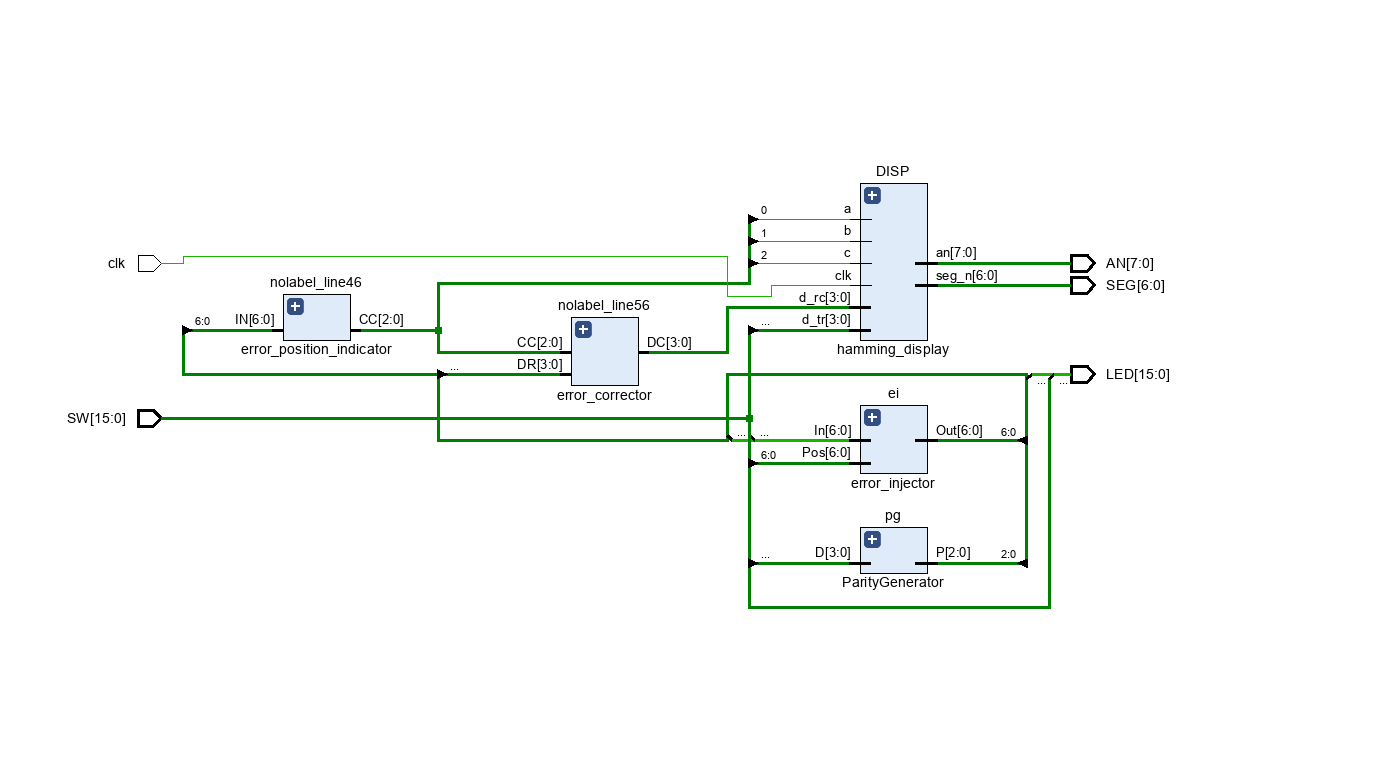 DISP
0
a
1
b
2
c
clk
an[7:0]
AN[7:0]
clk
seg_n[6:0]
SEG[6:0]
nolabel_line46
d_rc[3:0]
nolabel_line56
6:0
IN[6:0]
CC[2:0]
...
d_tr[3:0]
error_position_indicator
CC[2:0]
DC[3:0]
hamming_display
...
DR[3:0]
LED[15:0]
...
...
error_corrector
ei
SW[15:0]
...
...
In[6:0]
Out[6:0]
6:0
6:0
Pos[6:0]
error_injector
pg
...
D[3:0]
P[2:0]
2:0
ParityGenerator